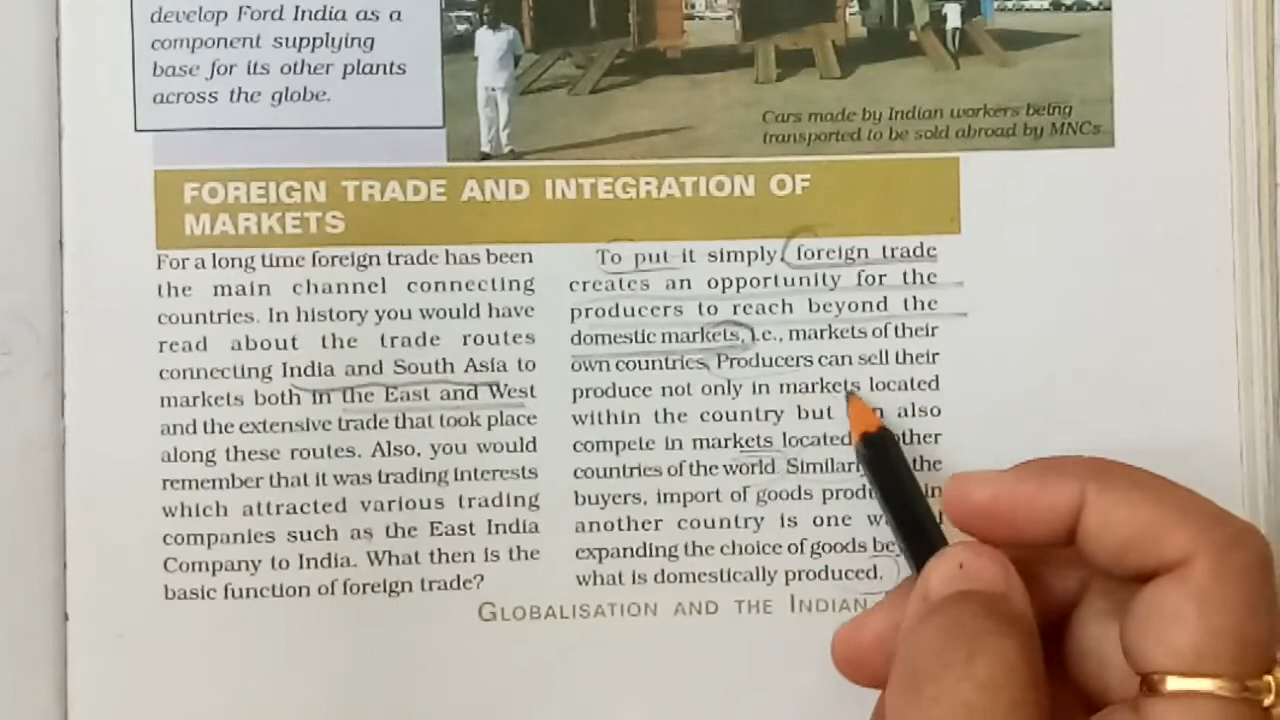 develop Ford India as a
component supplying
base for its other plants
across the globe.
Cars made by Indian workers being
transported to be sold abroad by MNCs.
FOREIGN TRADE AND INTEGRATION OF
MARKETS
For a long time foreign trade has been
the main channel connecting
countries. In history you would have
read about the trade routes
connecting India and South Asia to
markets both in the East and West
and the extensive trade that took place
along these routes. Also, you would
remember that it was trading interests
which attracted various trading
companies such as the East India
Company to India. What then is the
basic function of foreign trade?
To put it simply, foreign trade
creates an opportunity for the
producers to reach beyond the
domestic markets, i.e., markets of their
own countries. Producers can sell their
produce not only in markets located
within the country but also
compete in markets located other
countries of the world. the
buyers, import of goods in
another country is one
expanding the choice of goods
what is domestically produced.
GLOBALISATION AND THE INDIAN